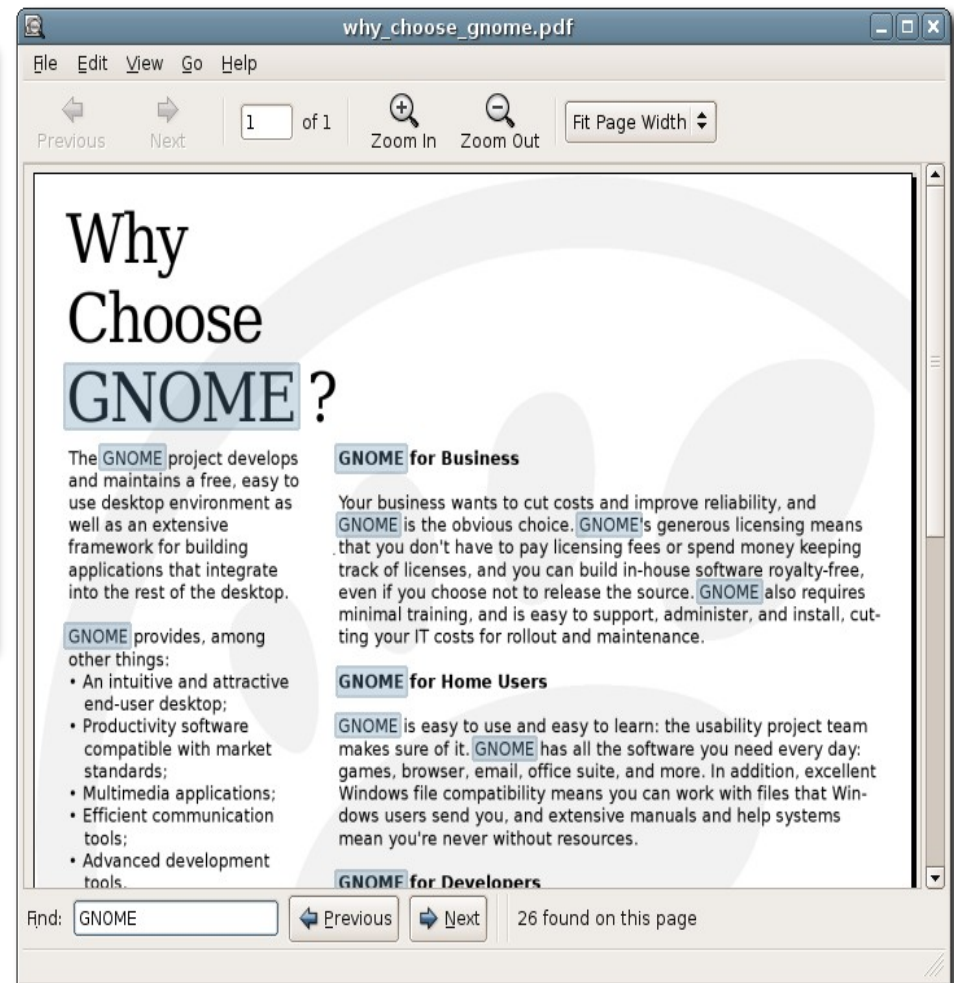 why_choose_gnome.pdf
File Edit View Go Help
Previous Next 1 of 1 Zoom In Zoom Out Fit Page Width
Why
Choose
GNOME ?
The GNOME project develops
and maintains a free, easy to
use desktop environment as
well as an extensive
framework for building
applications that integrate
into the rest of the desktop.
GNOME provides, among
other things:
• An intuitive and attractive
end-user desktop;
• Productivity software
compatible with market
standards;
• Multimedia applications;
• Efficient communication
tools;
• Advanced development
tools.
GNOME for Business
Your business wants to cut costs and improve reliability, and
GNOME is the obvious choice. GNOME's generous licensing means
that you don't have to pay licensing fees or spend money keeping
track of licenses, and you can build in-house software royalty-free,
even if you choose not to release the source. GNOME also requires
minimal training, and is easy to support, administer, and install, cut-
ting your IT costs for rollout and maintenance.
GNOME for Home Users
GNOME is easy to use and easy to learn: the usability project team
makes sure of it. GNOME has all the software you need every day:
games, browser, email, office suite, and more. In addition, excellent
Windows file compatibility means you can work with files that Win-
dows users send you, and extensive manuals and help systems
mean you're never without resources.
GNOME for Developers
Find: GNOME Previous Next 26 found on this page